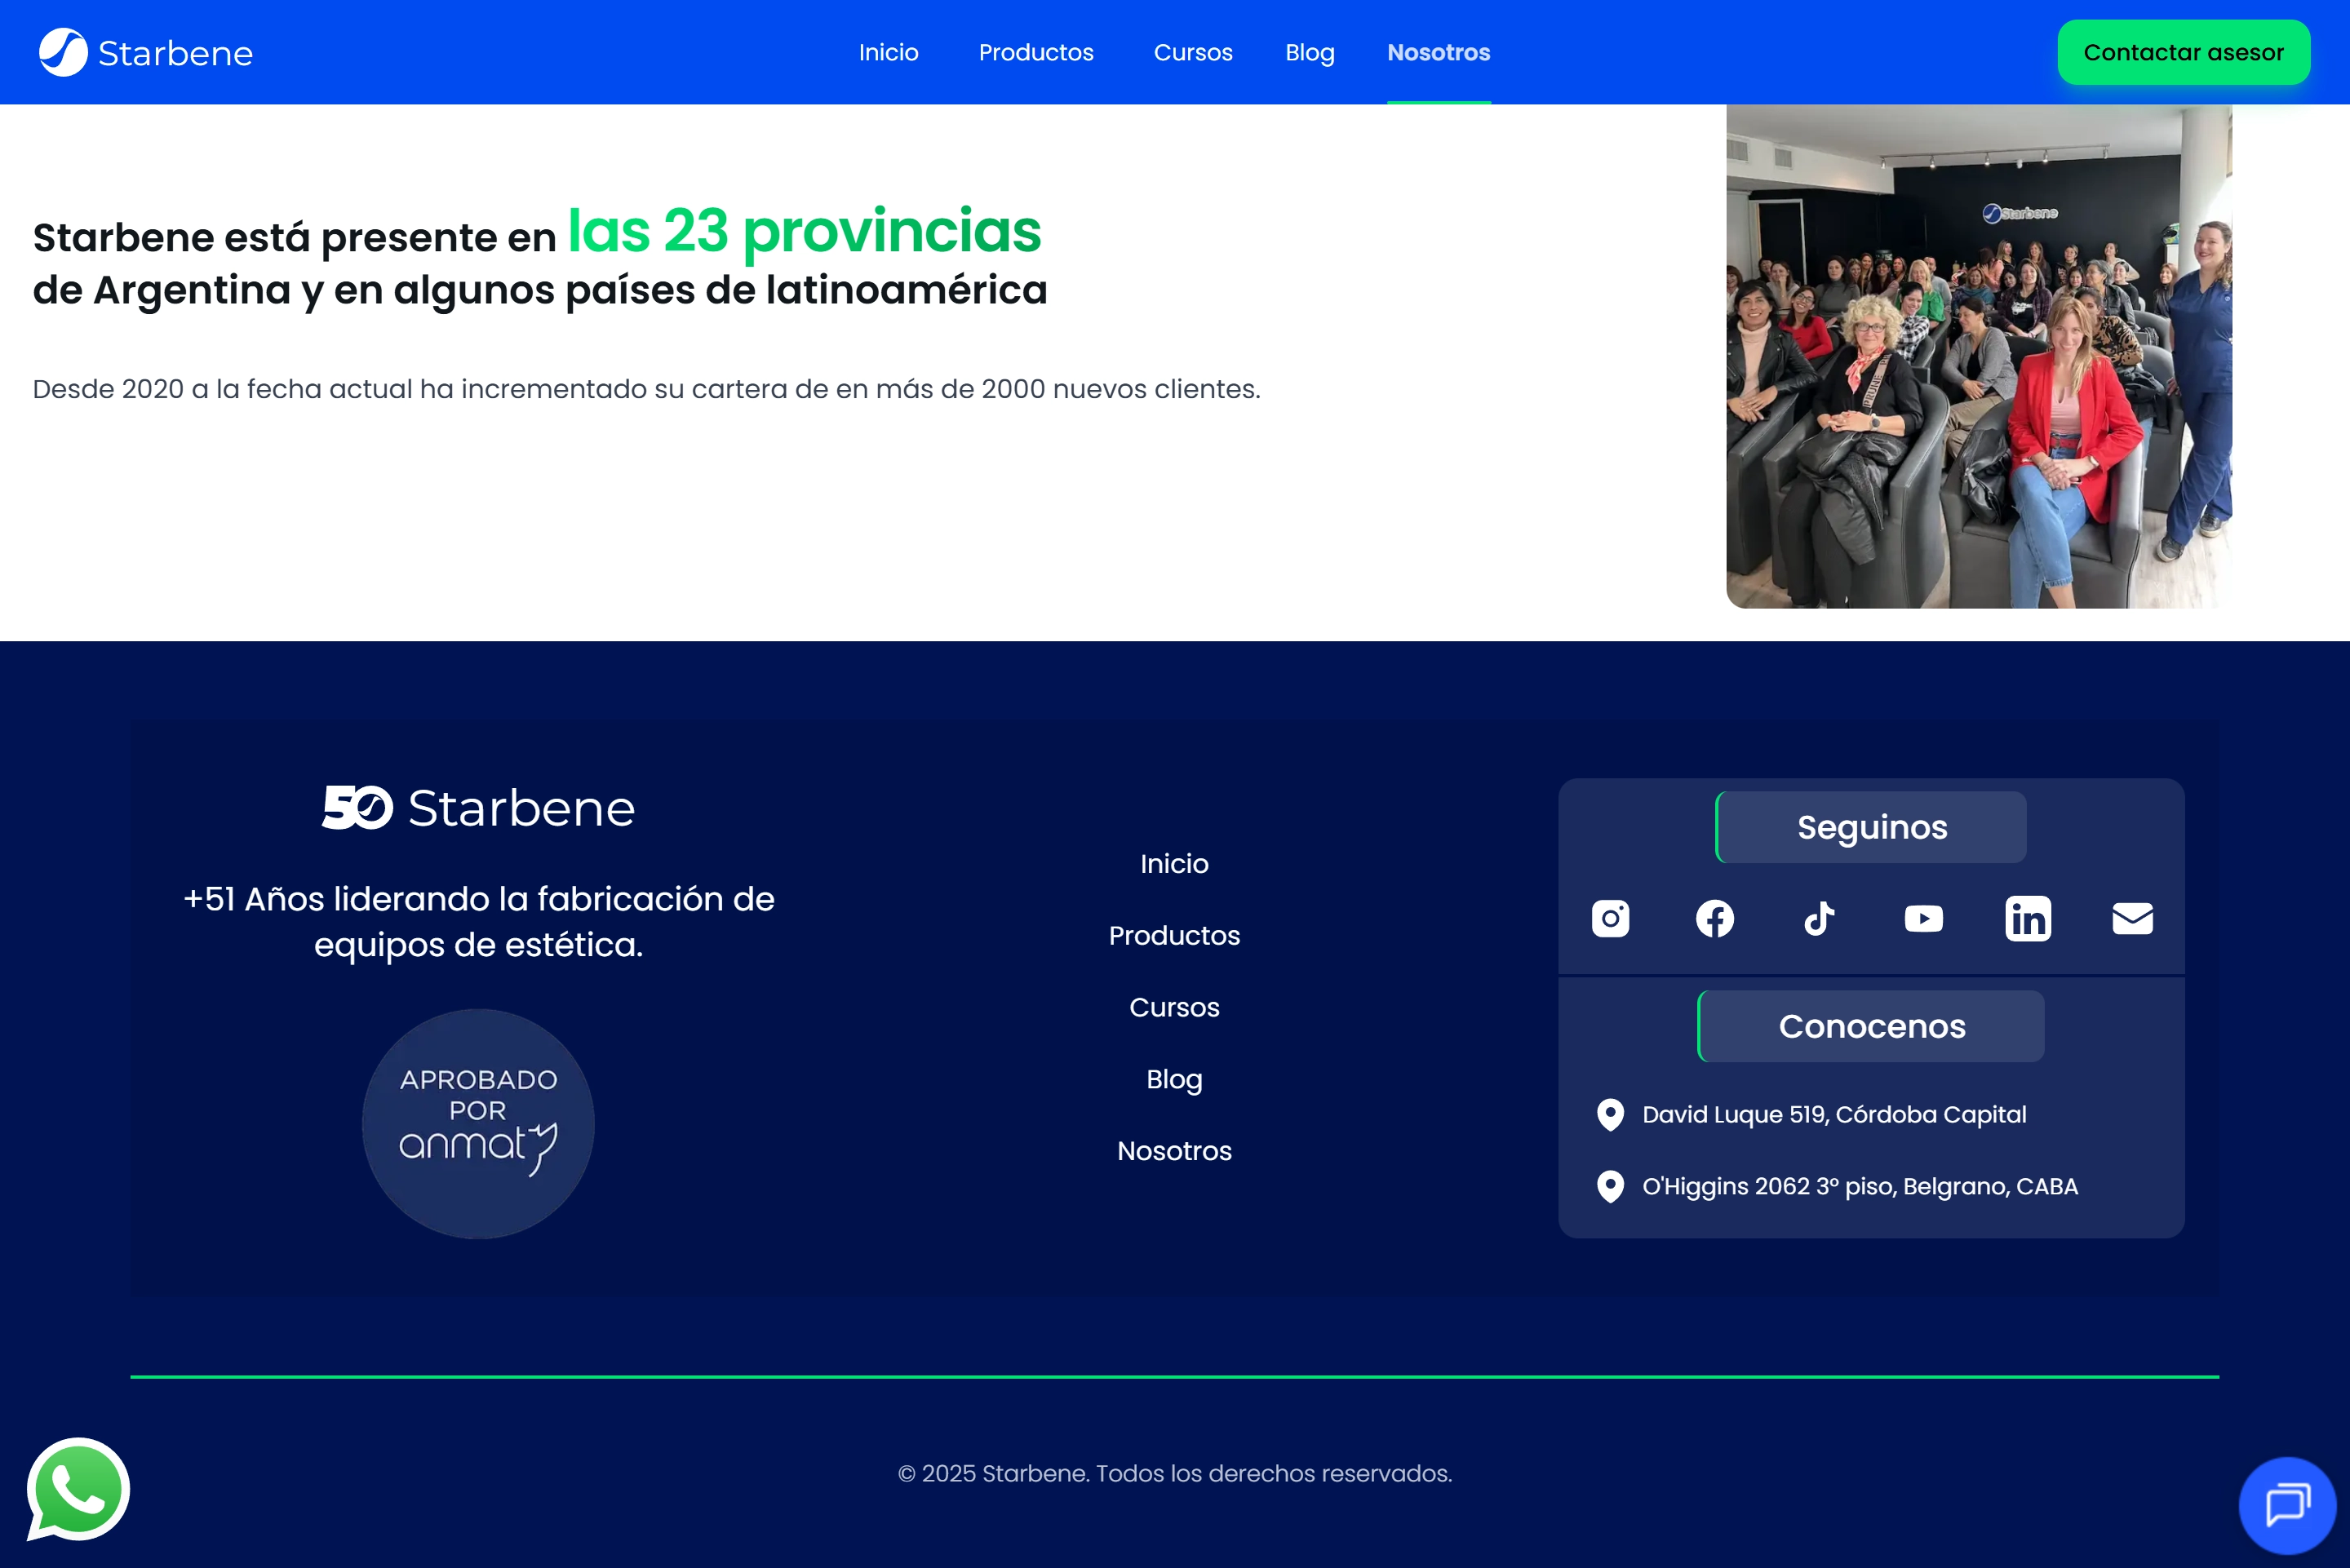 Starbene
Inicio
Productos
Cursos
Blog
Nosotros
Contactar asesor
Starbene está presente en las 23 provincias
de Argentina y en algunos países de latinoamérica
Desde 2020 a la fecha actual ha incrementado su cartera de en más de 2000 nuevos clientes.
Starbene
PRUNE
50 Starbene
+51 Años liderando la fabricación de
equipos de estética.
APROBADO
POR
anmat
Inicio
Productos
Cursos
Blog
Nosotros
Seguinos
in
Conocenos
David Luque 519, Córdoba Capital
O'Higgins 2062 3° piso, Belgrano, CABA
© 2025 Starbene. Todos los derechos reservados.